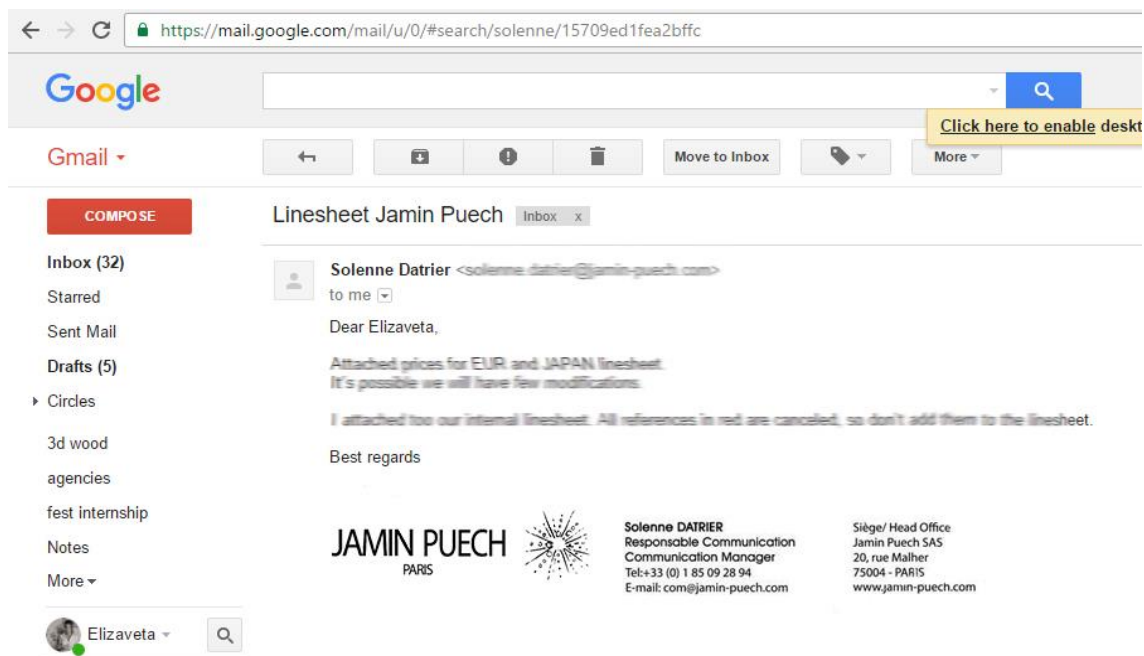 https://mail.google.com/mail/u/0/#search/solenne/15709ed1fea2bffc
Google
Click here to enable deskt
Gmail
Move to Inbox
More
COMPOSE
Linesheet Jamin Puech Inbox x
Inbox (32)
Starred
Sent Mail
Drafts (5)
Circles
3d wood
agencies
fest internship
Notes
More
Elizaveta
Solenne Datrier
to me
Dear Elizaveta,
Attached prices for EUR and JAPAN linesheet.
It's possible we will have few modifications.
I attached too our internal linesheet. All references in red are canceled, so don't add them to the linesheet.
Best regards
JAMIN PUECH
PARIS
Solenne DATRIER
Responsable Communication
Communication Manager
Tel:+33 (0) 1 85 09 28 94
E-mail: com@jamin-puech.com
Siège/ Head Office
Jamin Puech SAS
20, rue Malher
75004 - PARIS
www.jamin-puech.com